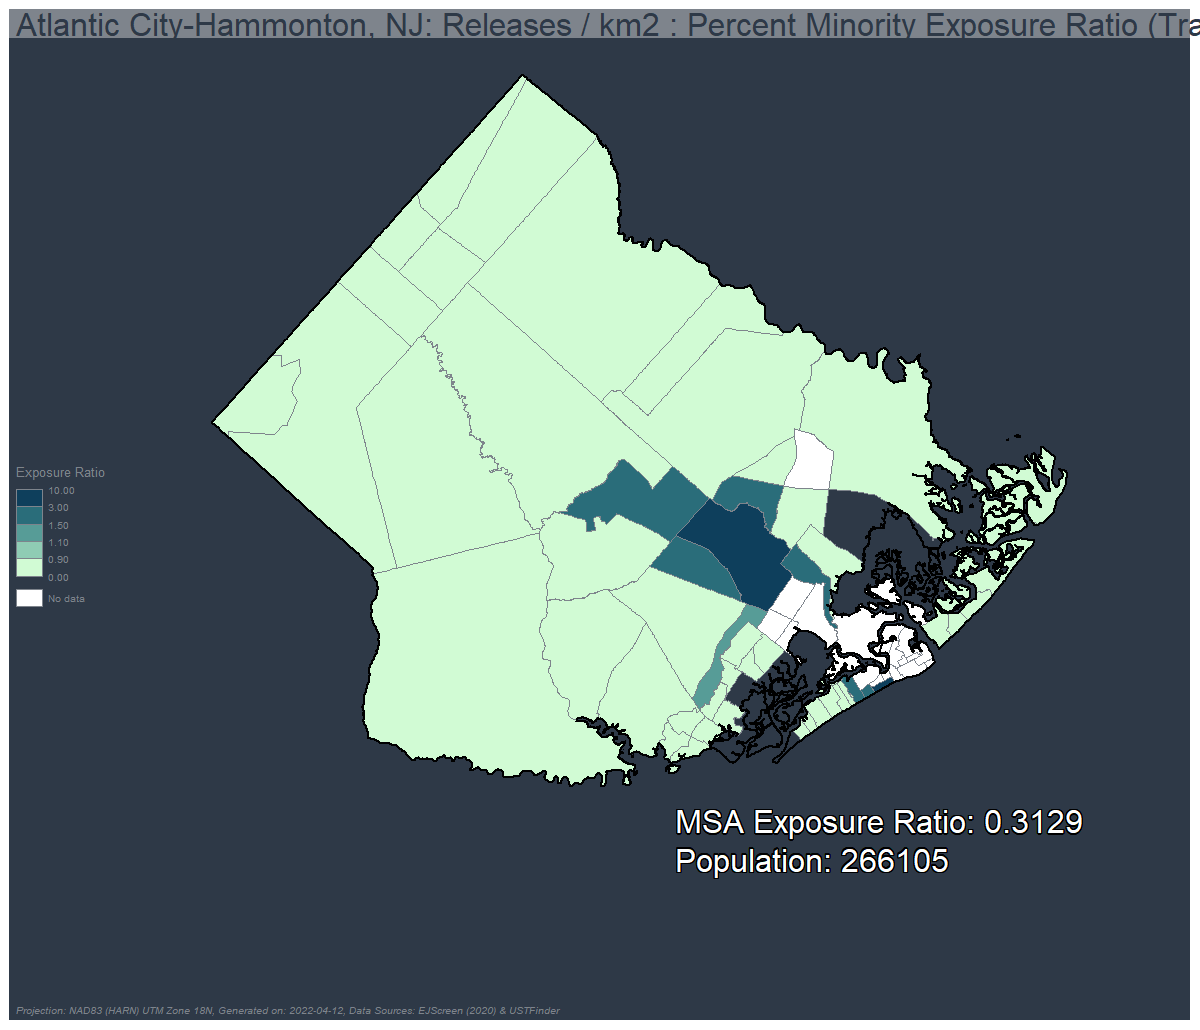 Atlantic City-Hammonton, NJ: Releases / km2 : Percent Minority Exposure Ratio (Tra
Exposure Ratio
10.00
3.00
1.50
1.10
0.90
0.00
No data
MSA Exposure Ratio: 0.3129
Population: 266105
Projection: NAD83 (HARN) UTM Zone 18N, Generated on: 2022-04-12, Data Sources: EJScreen (2020) & USTFinder